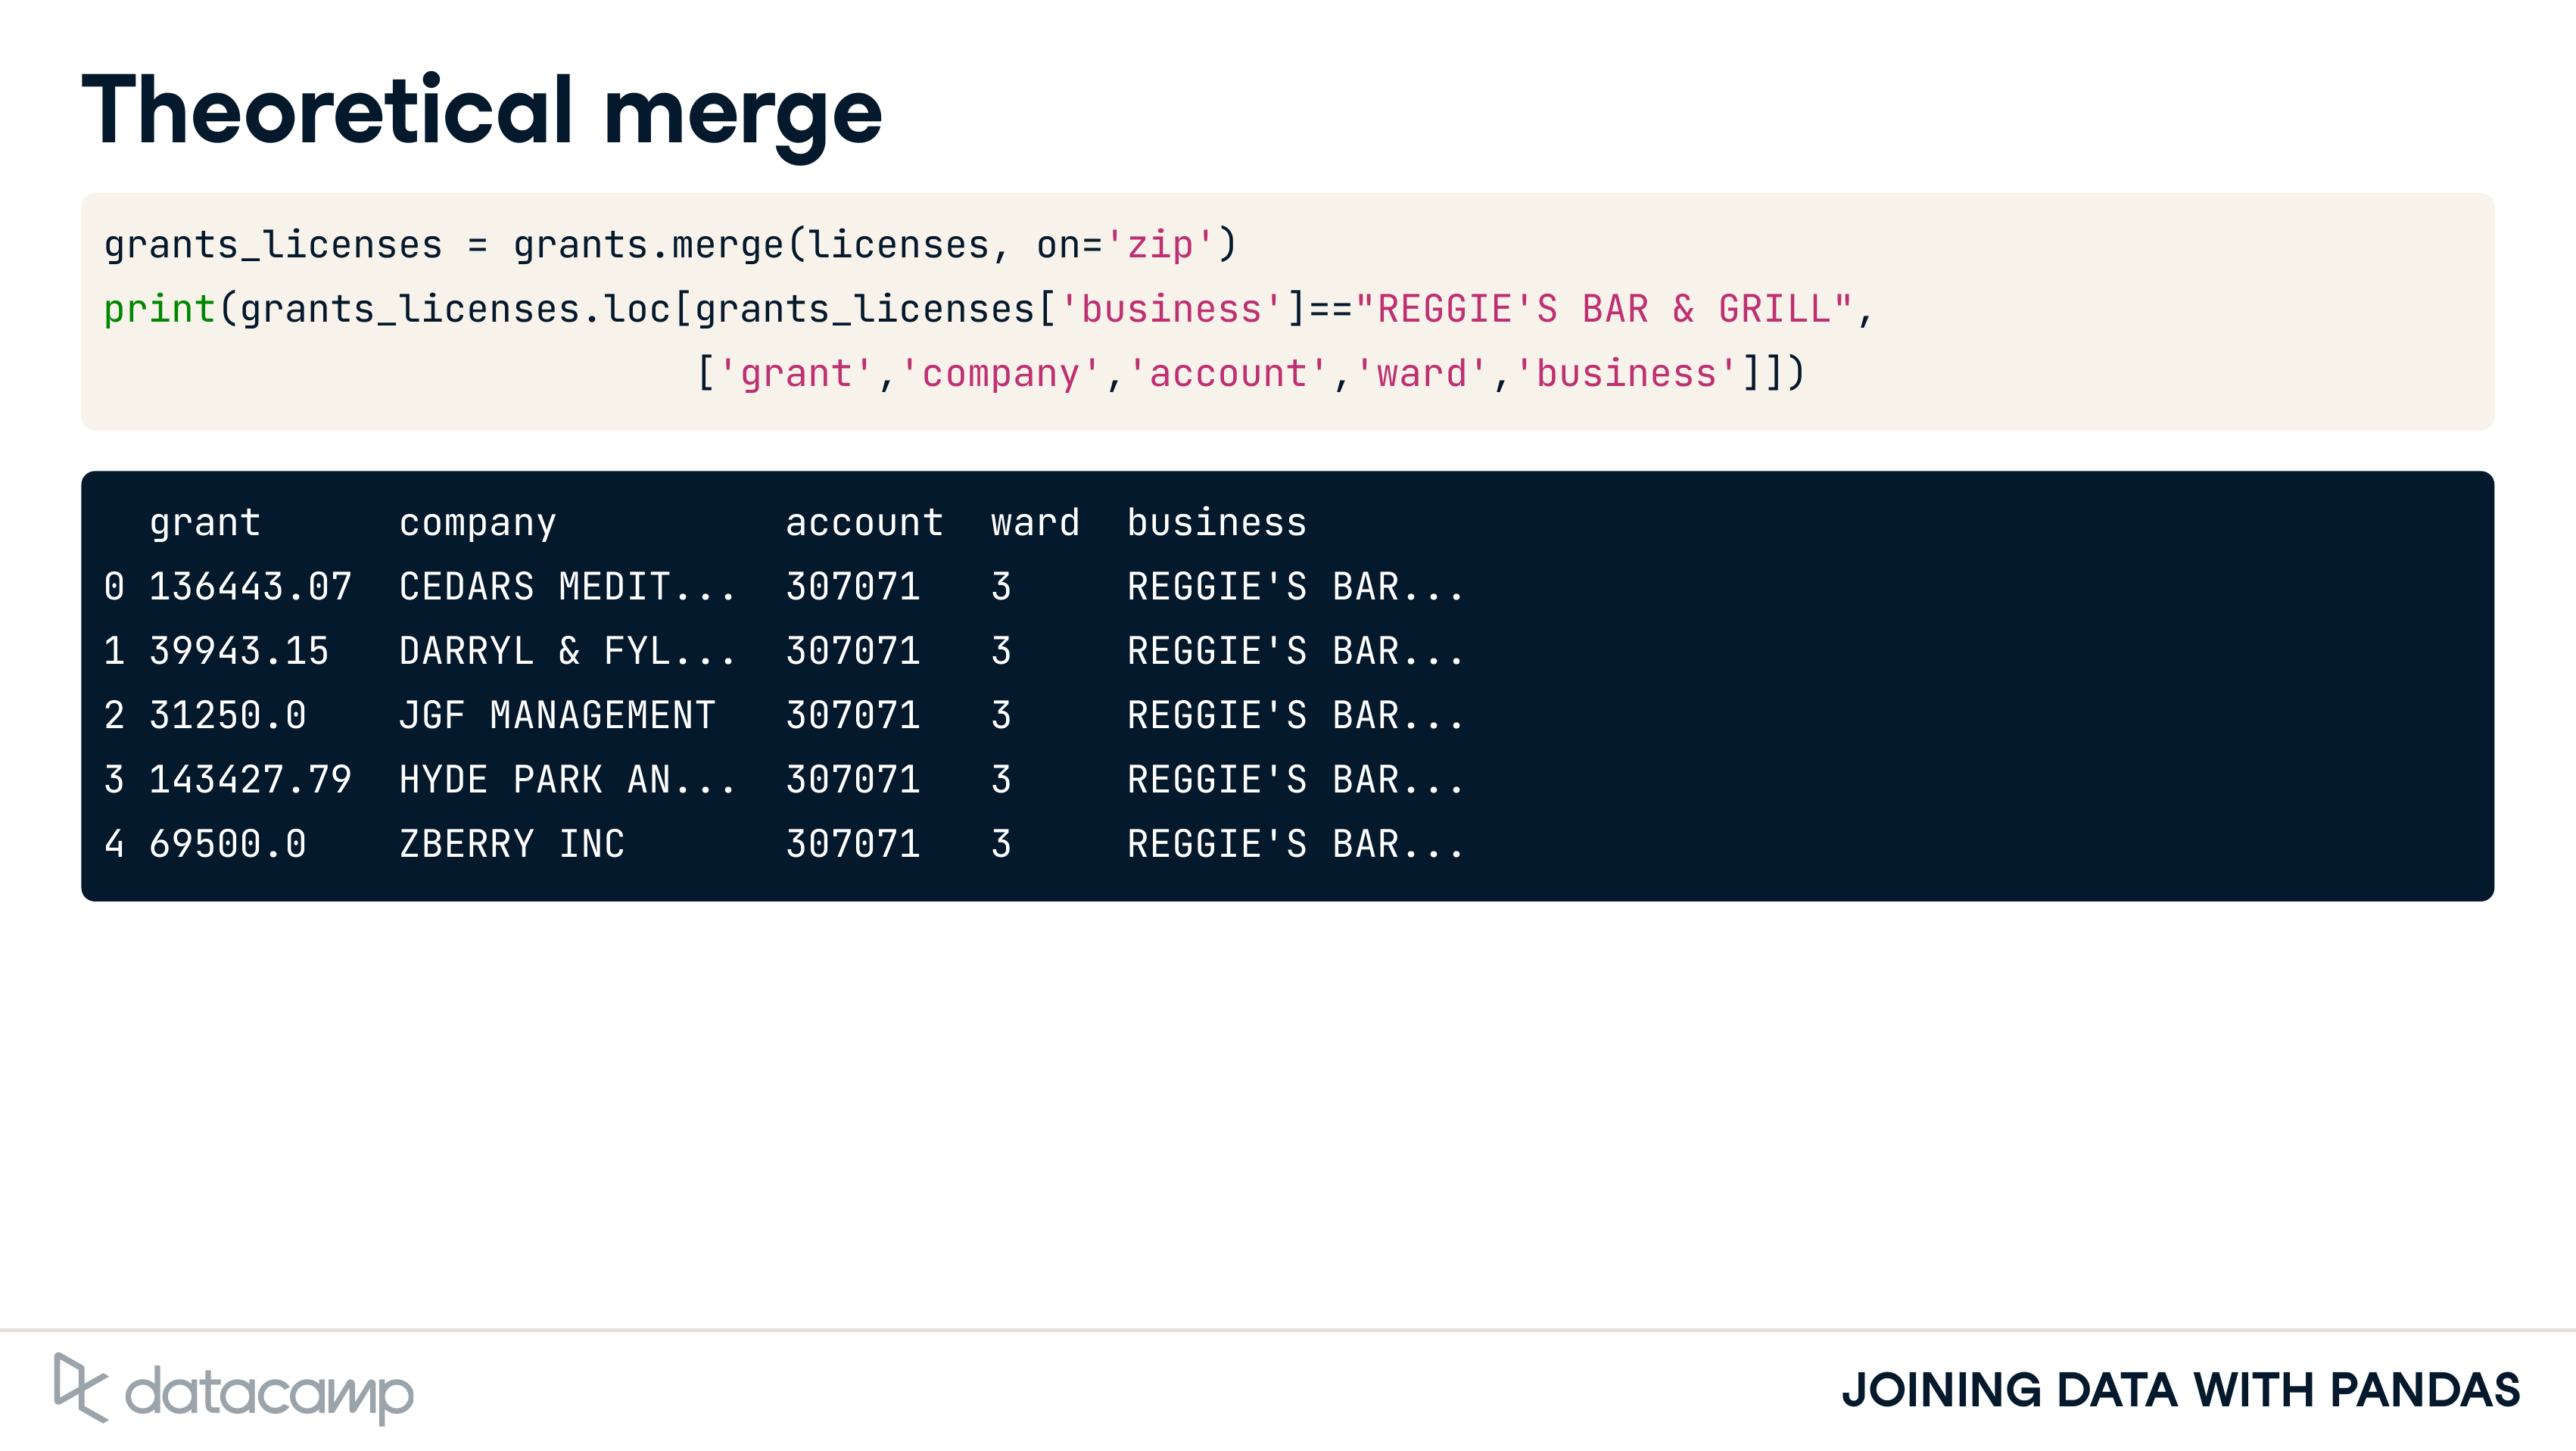 Theoretical merge
grants_licenses = grants.merge(licenses, on='zip')
print(grants_licenses.loc[grants_licenses['business']=="REGGIE'S BAR & GRILL",
['grant','company','account','ward','business']])
grant company account ward business
0 136443.07 CEDARS MEDIT... 307071 3 REGGIE'S BAR...
1 39943.15 DARRYL & FYL... 307071 3 REGGIE'S BAR...
2 31250.0 JGF MANAGEMENT 307071 3 REGGIE'S BAR...
3 143427.79 HYDE PARK AN... 307071 3 REGGIE'S BAR...
4 69500.0 ZBERRY INC 307071 3 REGGIE'S BAR...
datacamp
JOINING DATA WITH PANDAS